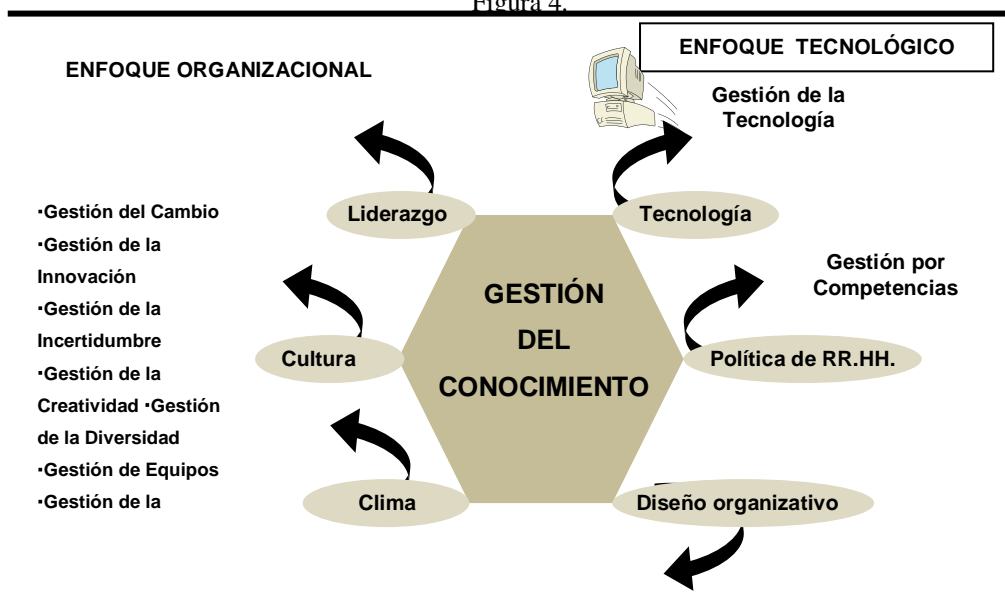 Figura 4.
ENFOQUE TECNOLÓGICO
ENFOQUE ORGANIZACIONAL
Gestión de la
Tecnología
·Gestión del Cambio
·Gestión de la
Innovación
·Gestión de la
Incertidumbre
·Gestión de la
Creatividad ·Gestión
de la Diversidad
·Gestión de Equipos
·Gestión de la
Liderazgo
Tecnología
Gestión por
Competencias
GESTIÓN
DEL
CONOCIMIENTO
Cultura
Política de RR.HH.
Clima
Diseño organizativo